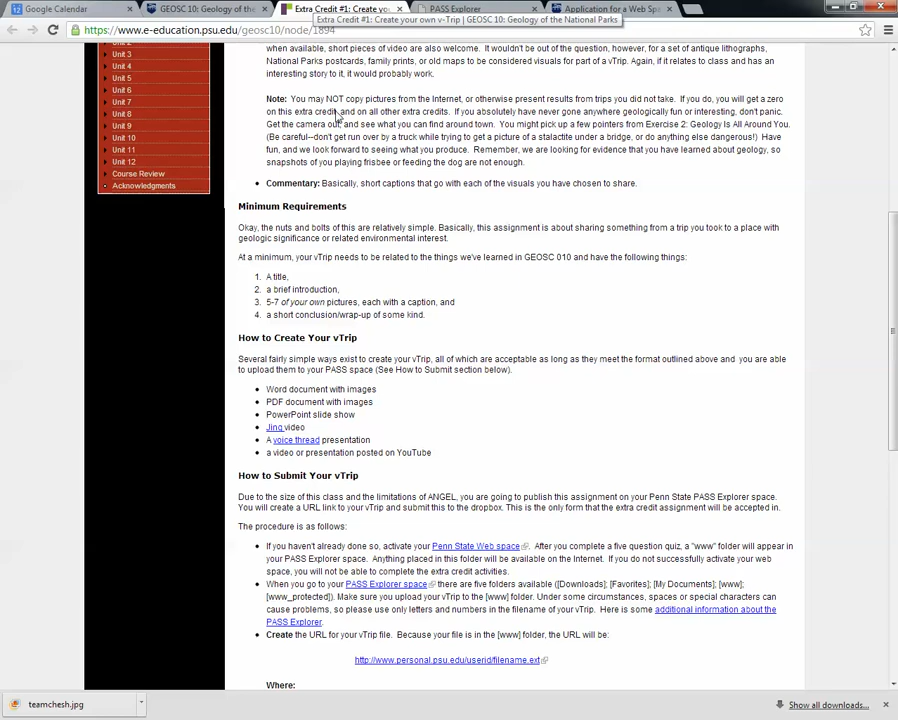 Google Calendar
GEOSC 10: Geology of the
Extra Credit #1: Create you
PASS Explorer
Application for a Web Spa
Extra Credit #1: Create your own v-Trip | GEOSC 10: Geology of the National Parks
https://www.e-education.psu.edu/geosc10/node/1894
Unit 3
Unit 4
Unit 5
Unit 6
Unit 7
Unit 8
Unit 9
Unit 10
Unit 11
Unit 12
Course Review
Acknowledgments
when available, short pieces of video are also welcome. It wouldn't be out of the question, however, for a set of antique lithographs,
National Parks postcards, family prints, or old maps to be considered visuals for part of a vTrip. Again, if it relates to class and has an
interesting story to it, it would probably work.
Note: You may NOT copy pictures from the Internet, or otherwise present results from trips you did not take. If you do, you will get a zero
on this extra credit, and on all other extra credits. If you absolutely have never gone anywhere geologically fun or interesting, don't panic.
Get the camera out, and see what you can find around town. You might pick up a few pointers from Exercise 2: Geology Is All Around You.
(Be careful--don't get run over by a truck while trying to get a picture of a stalactite under a bridge, or do anything else dangerous!) Have
fun, and we look forward to seeing what you produce. Remember, we are looking for evidence that you have learned about geology, so
snapshots of you playing frisbee or feeding the dog are not enough.
• Commentary: Basically, short captions that go with each of the visuals you have chosen to share.
Minimum Requirements
Okay, the nuts and bolts of this are relatively simple. Basically, this assignment is about sharing something from a trip you took to a place with
geologic significance or related environmental interest.
At a minimum, your vTrip needs to be related to the things we've learned in GEOSC 010 and have the following things:
1. A title,
2. a brief introduction,
3. 5-7 of your own pictures, each with a caption, and
4. a short conclusion/wrap-up of some kind.
How to Create Your vTrip
Several fairly simple ways exist to create your vTrip, all of which are acceptable as long as they meet the format outlined above and you are able
to upload them to your PASS space (See How to Submit section below).
• Word document with images
• PDF document with images
• PowerPoint slide show
• Jing video
• A voice thread presentation
• a video or presentation posted on YouTube
How to Submit Your vTrip
Due to the size of this class and the limitations of ANGEL, you are going to publish this assignment on your Penn State PASS Explorer space.
You will create a URL link to your vTrip and submit this to the dropbox. This is the only form that the extra credit assignment will be accepted in.
The procedure is as follows:
• If you haven't already done so, activate your Penn State Web space. After you complete a five question quiz, a "www" folder will appear in
your PASS Explorer space. Anything placed in this folder will be available on the Internet. If you do not successfully activate your web
space, you will not be able to complete the extra credit activities.
• When you go to your PASS Explorer space there are five folders available ([Downloads]; [Favorites]; [My Documents]; [www];
[www_protected]). Make sure you upload your vTrip to the [www] folder. Under some circumstances, spaces or special characters can
cause problems, so please use only letters and numbers in the filename of your vTrip. Here is some additional information about the
PASS Explorer.
• Create the URL for your vTrip file. Because your file is in the [www] folder, the URL will be:
http://www.personal.psu.edu/userid/filename.ext
Where:
teamchesh.jpg
Show all downloads...